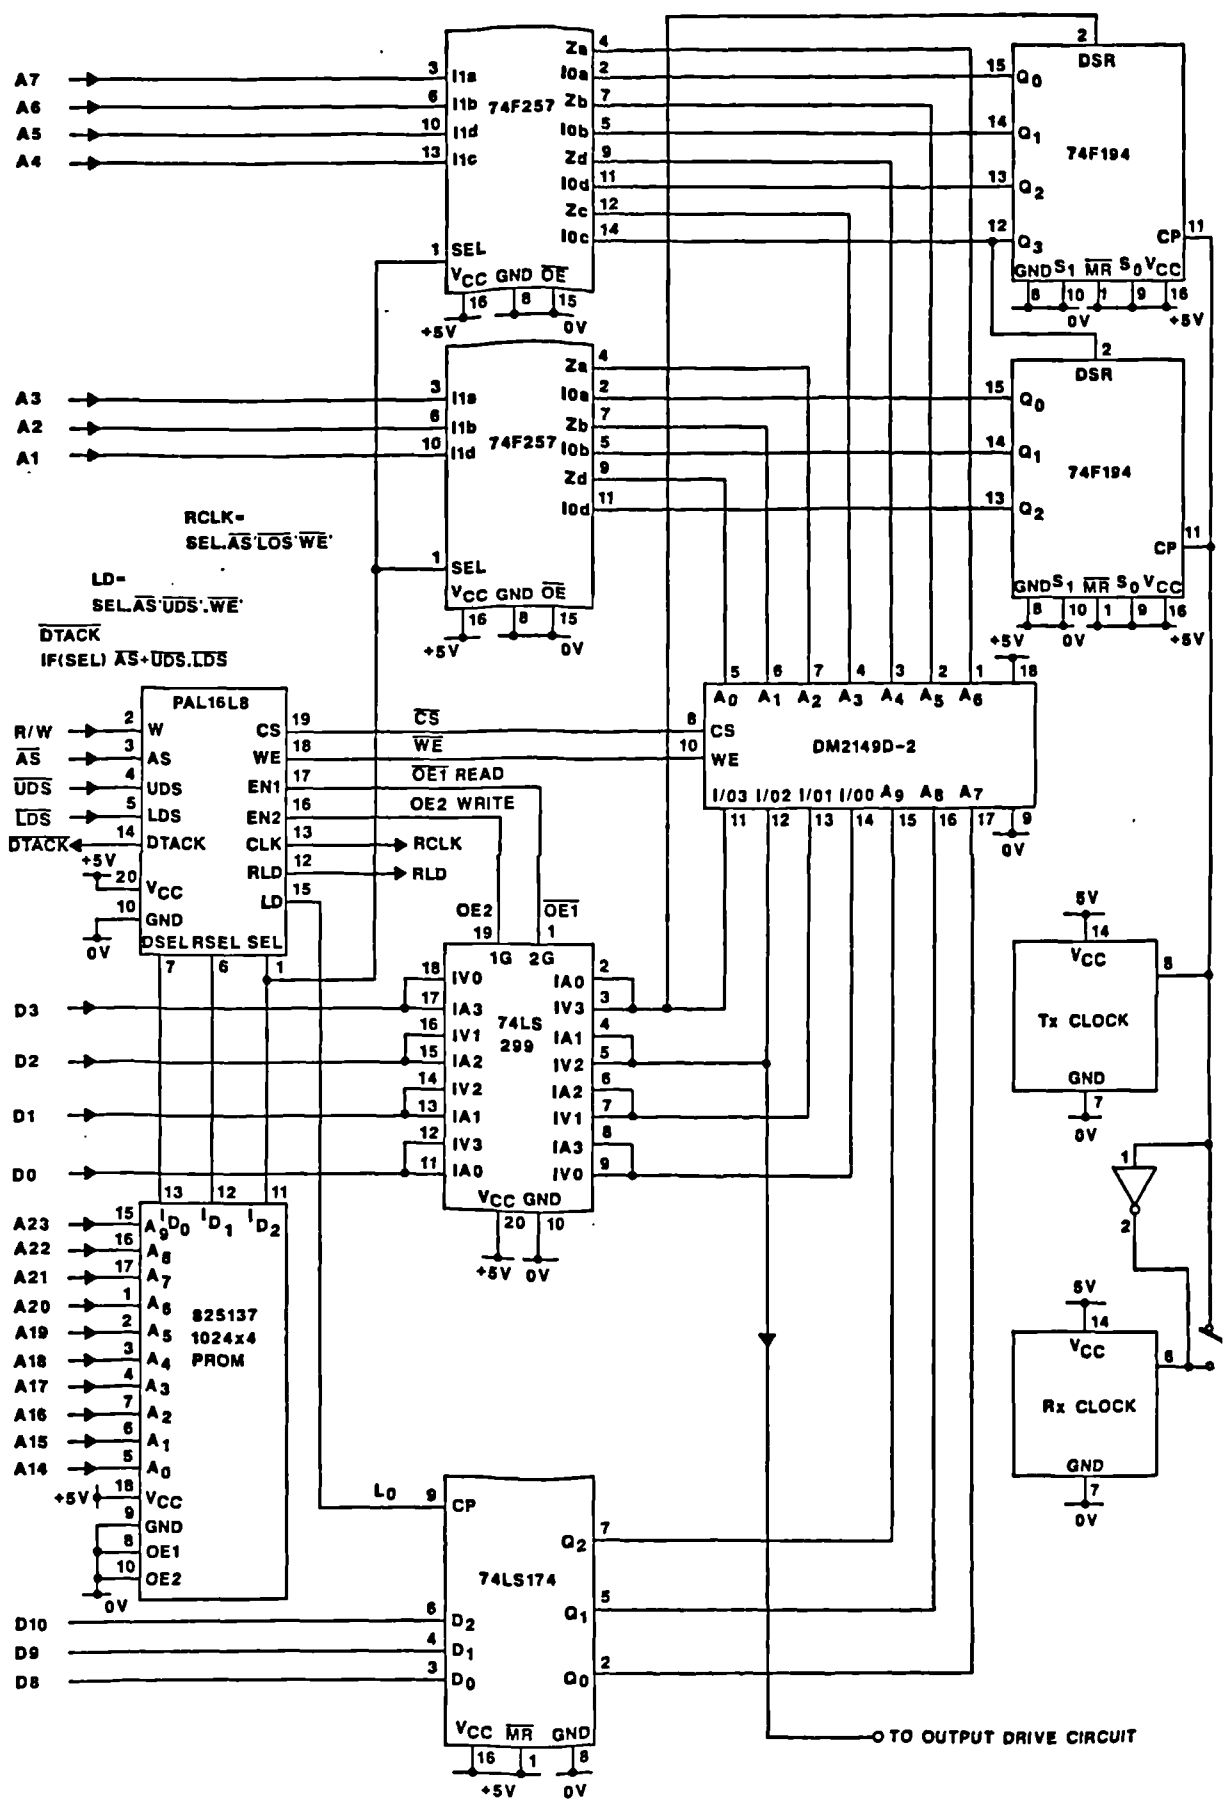 A7
A6
A5
A4
3 I1a
6 I1b
10 I1d
13 I1c
74F257
Za 4
I0a 2
Zb 7
I0b 5
Zd 9
I0d 11
Zc 12
I0c 14
1 SEL
VCC GND OE
16 8 15
+5V 0V
2
DSR
15 Q0
14 Q1
13 Q2
12 Q3
74F194
CP 11
GND S1 MR S0 VCC
8 10 1 9 16
0V +5V
A3
A2
A1
3 I1a
6 I1b
10 I1d
74F257
Za 4
I0a 2
Zb 7
I0b 5
Zd 9
I0d 11
1 SEL
VCC GND OE
16 8 15
+5V 0V
2
DSR
15 Q0
14 Q1
13 Q2
74F194
CP 11
GND S1 MR S0 VCC
8 10 1 9 16
0V +5V
RCLK=
SEL.AS'LOS'WE'
LD=
SEL.AS'UDS'.WE'
DTACK
IF(SEL) AS+UDS.LDS
PAL16L8
R/W 2 W
AS 3 AS
UDS 4 UDS
LDS 5 LDS
DTACK 14 DTACK
+5V 20 VCC
10 GND
0V
CS 19 CS
WE 18 WE
EN1 17 OE1 READ
EN2 16 OE2 WRITE
CLK 13 RCLK
RLD 12 RLD
LD 15
DSEL RSEL SEL
7 6 1
+5V
5 6 7 4 3 2 1 18
A0 A1 A2 A3 A4 A5 A6
8 CS
10 WE
DM2149D-2
I/03 I/02 I/01 I/00 A9 A8 A7
11 12 13 14 15 16 17 9
0V
OE2 OE1
19 1
1G 2G
74LS
299
D3
D2
D1
D0
18 IV0
17 IA3
16 IV1
15 IA2
14 IV2
13 IA1
12 IV3
11 IA0
IA0 2
IV3 3
IA1 4
IV2 5
IA2 6
IV1 7
IA3 8
IV0 9
VCC GND
20 10
+5V 0V
5V
14
VCC
8
Tx CLOCK
GND
7
0V
1
2
5V
14
VCC
8
Rx CLOCK
GND
7
0V
13 12 11
ID0 ID1 ID2
A23 15 A9
A22 16 A8
A21 17 A7
A20 1 A6
A19 2 A5
A18 3 A4
A17 4 A3
A16 7 A2
A15 6 A1
A14 5 A0
+5V 18 VCC
9 GND
8 OE1
10 OE2
0V
82S137
1024x4
PROM
L0 9 CP
74LS174
Q2 7
Q1 5
Q0 2
D10 6 D2
D9 4 D1
D8 3 D0
VCC MR GND
16 1 8
+5V 0V
TO OUTPUT DRIVE CIRCUIT